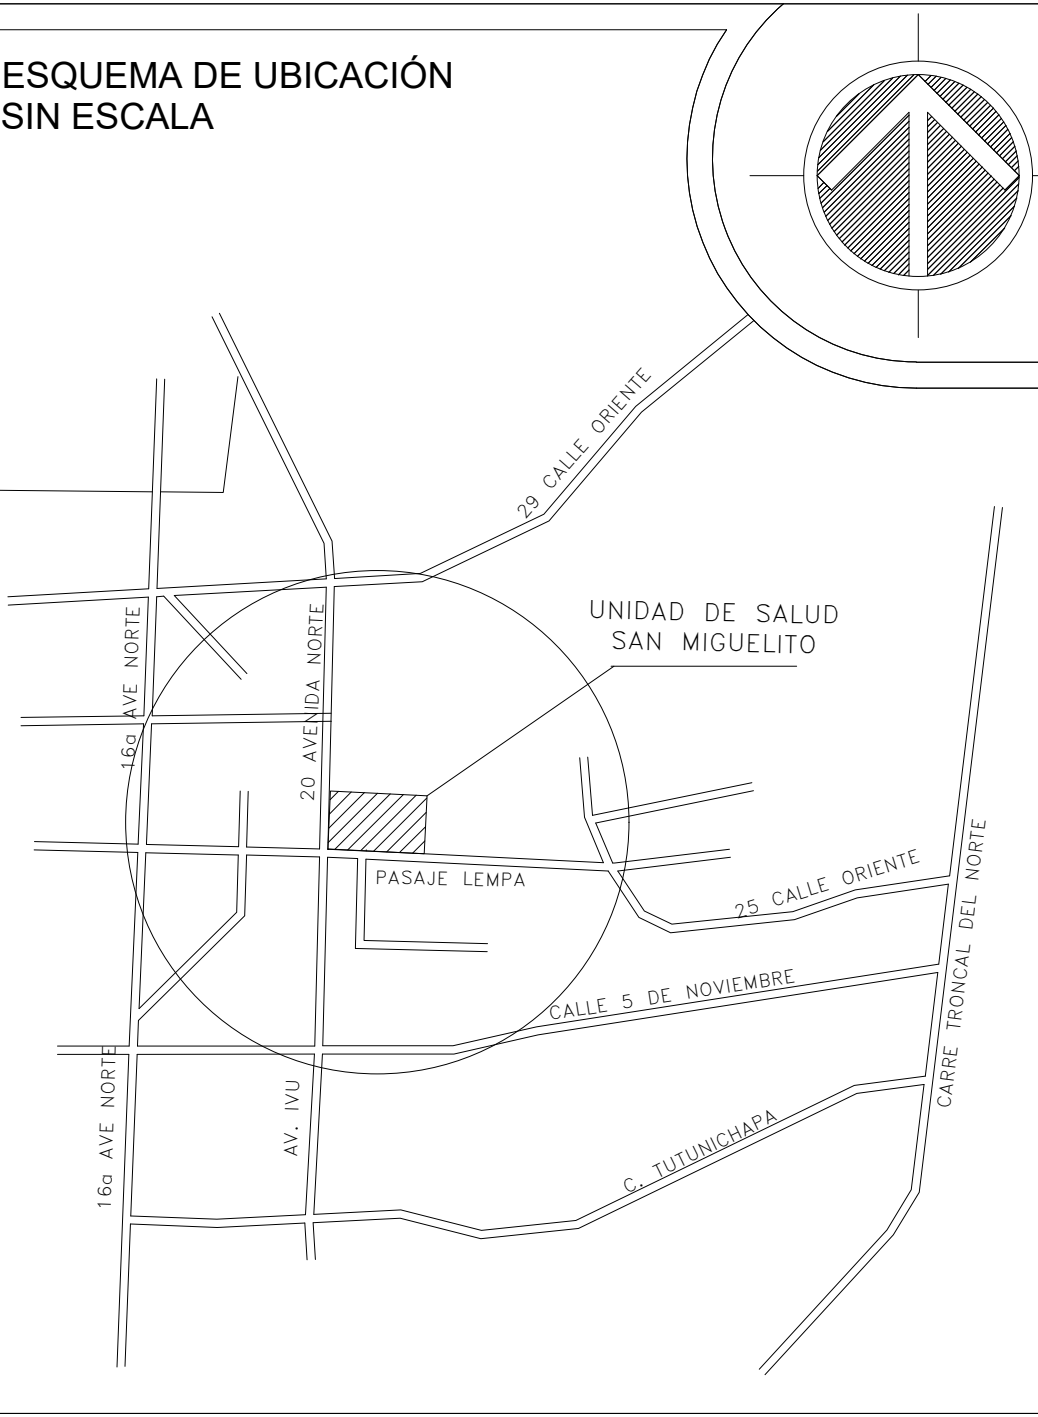 ESQUEMA DE UBICACIÓN
SIN ESCALA
29 CALLE ORIENTE
UNIDAD DE SALUD
SAN MIGUELITO
16a AVE NORTE
20 AVENIDA NORTE
PASAJE LEMPA
25 CALLE ORIENTE
CARRE TRONCAL DEL NORTE
CALLE 5 DE NOVIEMBRE
16a AVE NORTE
AV. IVU
C. TUTUNICHAPA